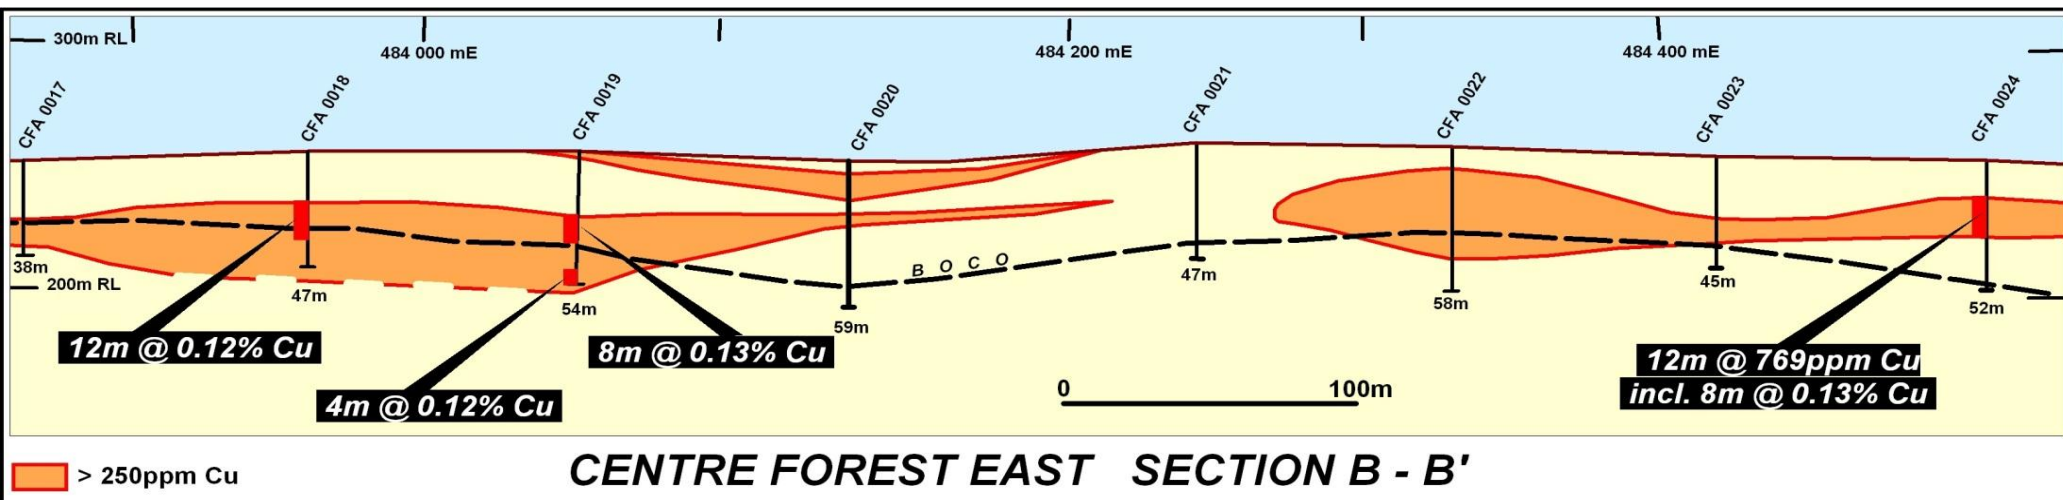 300m RL
484 000 mE
484 200 mE
484 400 mE
CFA 0017
CFA 0018
CFA 0019
CFA 0020
CFA 0021
CFA 0022
CFA 0023
CFA 0024
38m
200m RL
47m
54m
59m
B O C O
47m
58m
45m
52m
12m @ 0.12% Cu
8m @ 0.13% Cu
4m @ 0.12% Cu
12m @ 769ppm Cu
incl. 8m @ 0.13% Cu
0 100m
> 250ppm Cu
CENTRE FOREST EAST SECTION B - B'